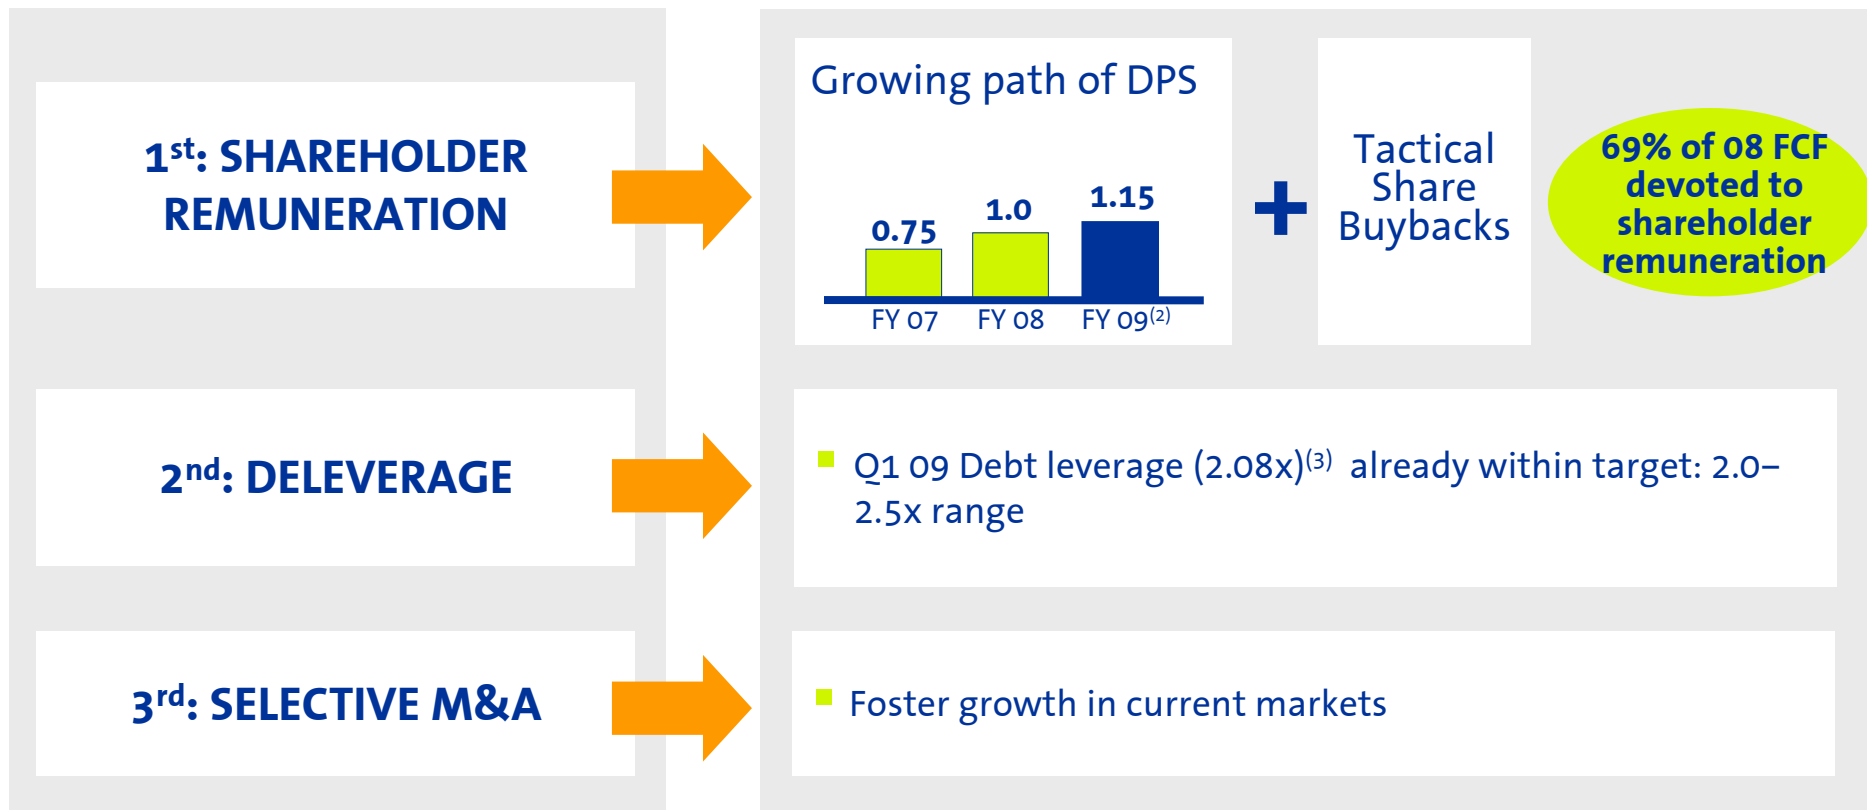 1st: SHAREHOLDER
REMUNERATION
Growing path of DPS
0.75
1.0
1.15
FY 07
FY 08
FY 09(2)
+
Tactical
Share
Buybacks
69% of 08 FCF
devoted to
shareholder
remuneration
2nd: DELEVERAGE
Q1 09 Debt leverage (2.08x)(3) already within target: 2.0–
2.5x range
3rd: SELECTIVE M&A
Foster growth in current markets